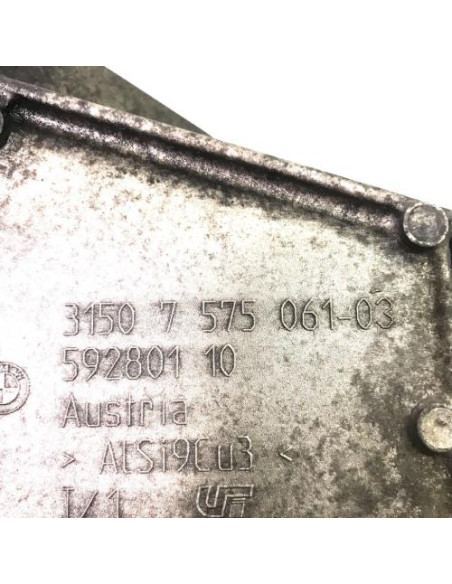 3150 7 575 061-03
592801 10
Austria
> AlSi9Cu3 <